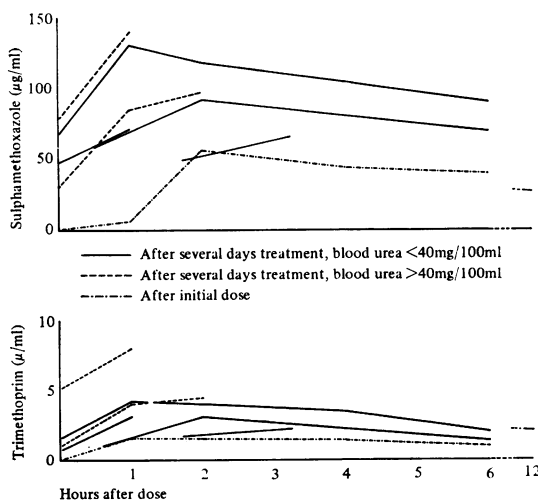 Sulphamethoxazole (µg/ml)
150
100
50
0
After several days treatment, blood urea <40mg/100ml
After several days treatment, blood urea >40mg/100ml
After initial dose
Trimethoprim (µ/ml)
10
5
0
1 2 3 4 6 12
Hours after dose